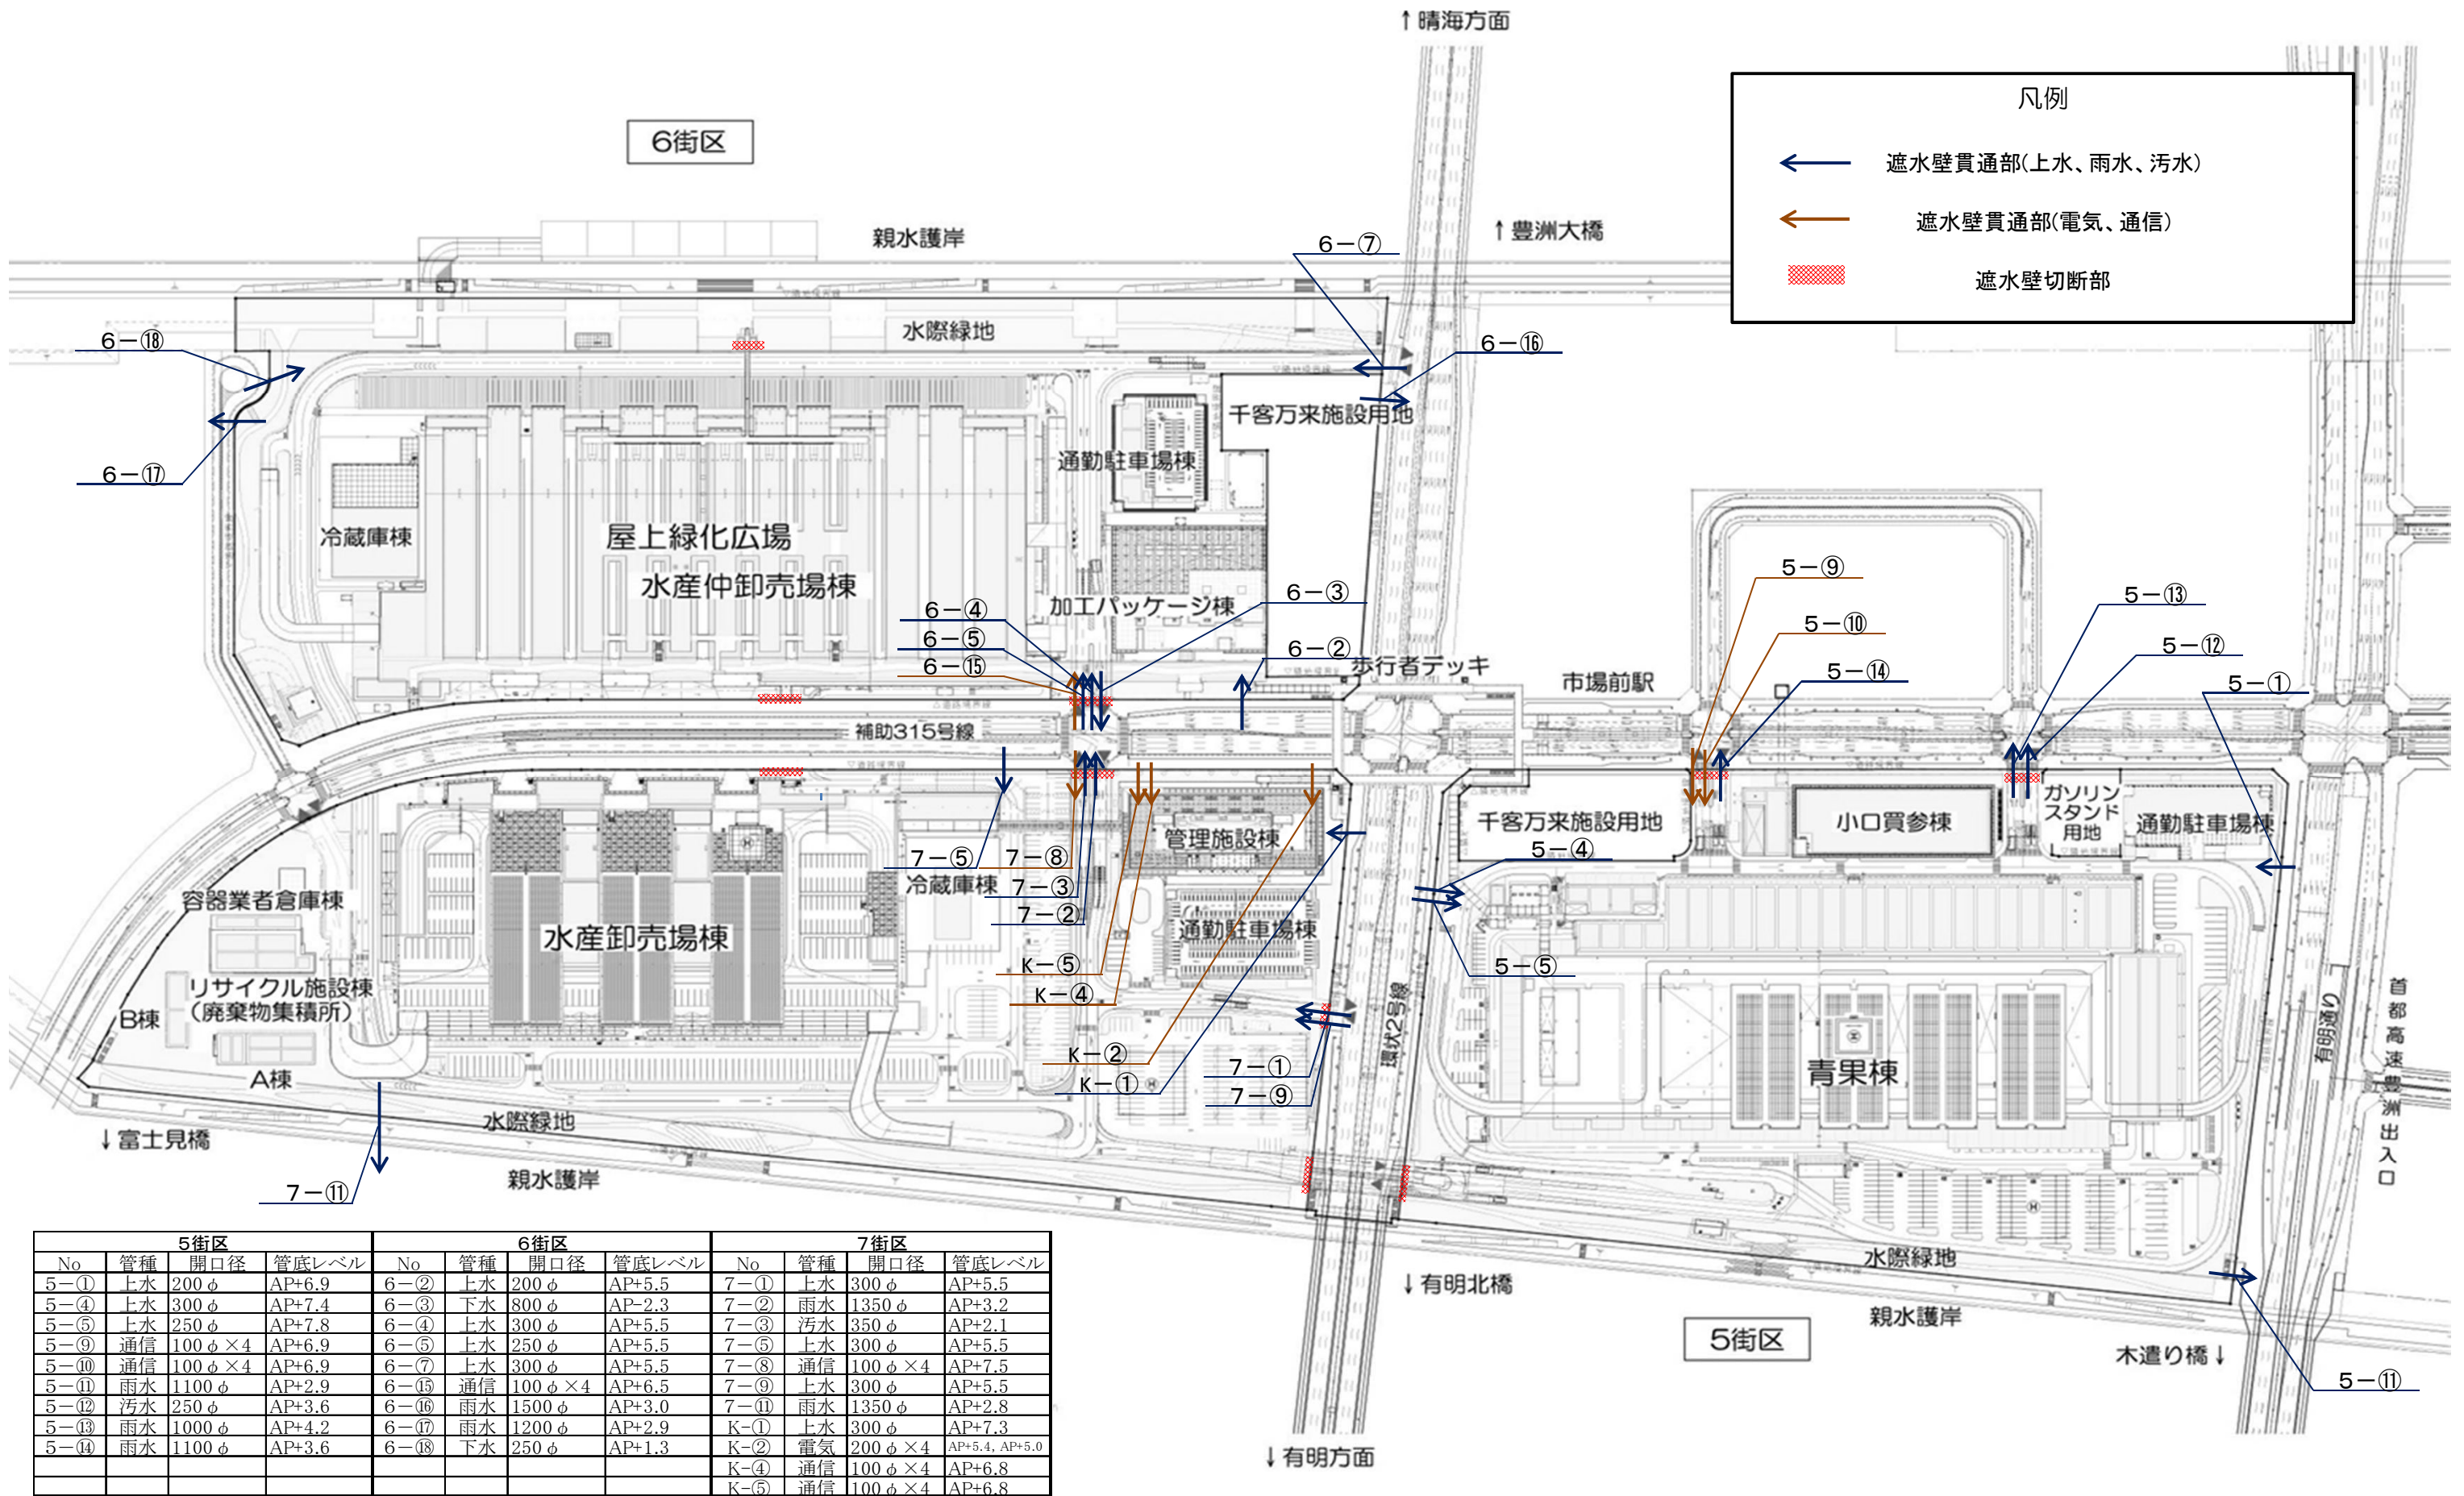 ↑晴海方面
凡例
遮水壁貫通部(上水、雨水、汚水)
遮水壁貫通部(電気、通信)
遮水壁切断部
6街区
親水護岸
6－⑦
↑豊洲大橋
6－⑱
水際緑地
6－⑯
千客万来施設用地
通勤駐車場棟
6－⑰
冷蔵庫棟
屋上緑化広場
水産仲卸売場棟
加工パッケージ棟
6－③
6－④
6－⑤
6－⑮
6－②
歩行者デッキ
市場前駅
5－⑨
5－⑩
5－⑭
5－⑬
5－⑫
5－①
補助315号線
千客万来施設用地
小口買参棟
ガソリン
スタンド
用地
通勤駐車場棟
管理施設棟
7－⑤
7－⑧
冷蔵庫棟
7－③
7－②
5－④
容器業者倉庫棟
水産卸売場棟
通勤駐車場棟
K－⑤
K－④
5－⑤
リサイクル施設棟
（廃棄物集積所）
B棟
A棟
K－②
K－①
7－①
7－⑨
環状2号線
青果棟
有明通り
首都高速豊洲出入口
水際緑地
↓富士見橋
親水護岸
7－⑪
水際緑地
↓有明北橋
親水護岸
5街区
木遣り橋↓
5－⑪
↓有明方面
5街区 6街区 7街区
No 管種 開口径 管底レベル No 管種 開口径 管底レベル No 管種 開口径 管底レベル
5－① 上水 200φ AP+6.9 6－② 上水 200φ AP+5.5 7－① 上水 300φ AP+5.5
5－④ 上水 300φ AP+7.4 6－③ 下水 800φ AP-2.3 7－② 雨水 1350φ AP+3.2
5－⑤ 上水 250φ AP+7.8 6－④ 上水 300φ AP+5.5 7－③ 汚水 350φ AP+2.1
5－⑨ 通信 100φ×4 AP+6.9 6－⑤ 上水 250φ AP+5.5 7－⑤ 上水 300φ AP+5.5
5－⑩ 通信 100φ×4 AP+6.9 6－⑦ 上水 300φ AP+5.5 7－⑧ 通信 100φ×4 AP+7.5
5－⑪ 雨水 1100φ AP+2.9 6－⑮ 通信 100φ×4 AP+6.5 7－⑨ 上水 300φ AP+5.5
5－⑫ 汚水 250φ AP+3.6 6－⑯ 雨水 1500φ AP+3.0 7－⑪ 雨水 1350φ AP+2.8
5－⑬ 雨水 1000φ AP+4.2 6－⑰ 雨水 1200φ AP+2.9 K－① 上水 300φ AP+7.3
5－⑭ 雨水 1100φ AP+3.6 6－⑱ 下水 250φ AP+1.3 K－② 電気 200φ×4 AP+5.4, AP+5.0
K-④ 通信 100φ×4 AP+6.8
K-⑤ 通信 100φ×4 AP+6.8